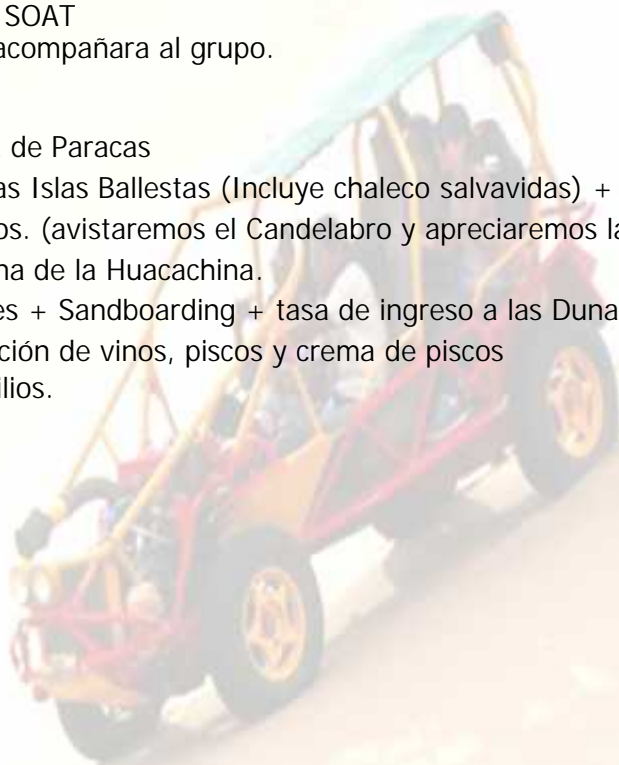 SOAT
acompañara al grupo.
de Paracas
as Islas Ballestas (Incluye chaleco salvavidas) +
os. (avistaremos el Candelabro y apreciaremos la
na de la Huacachina.
es + Sandboarding + tasa de ingreso a las Duna
ción de vinos, piscos y crema de piscos
ilios.